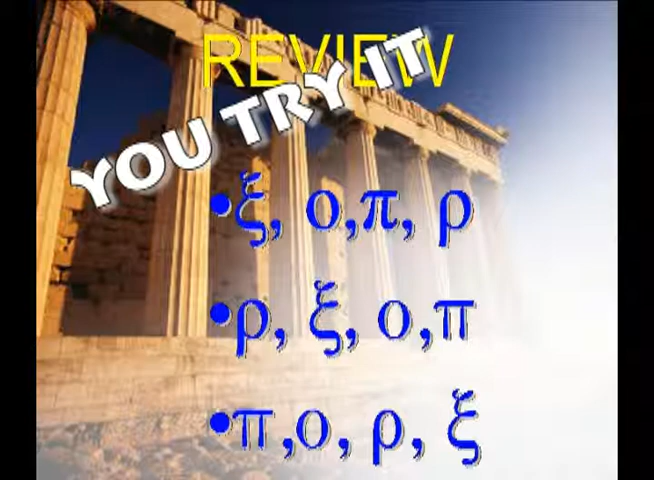 REVIEW
YOU TRY IT
•ξ, ο,π, ρ
•ρ, ξ, ο,π
•π,ο, ρ, ξ